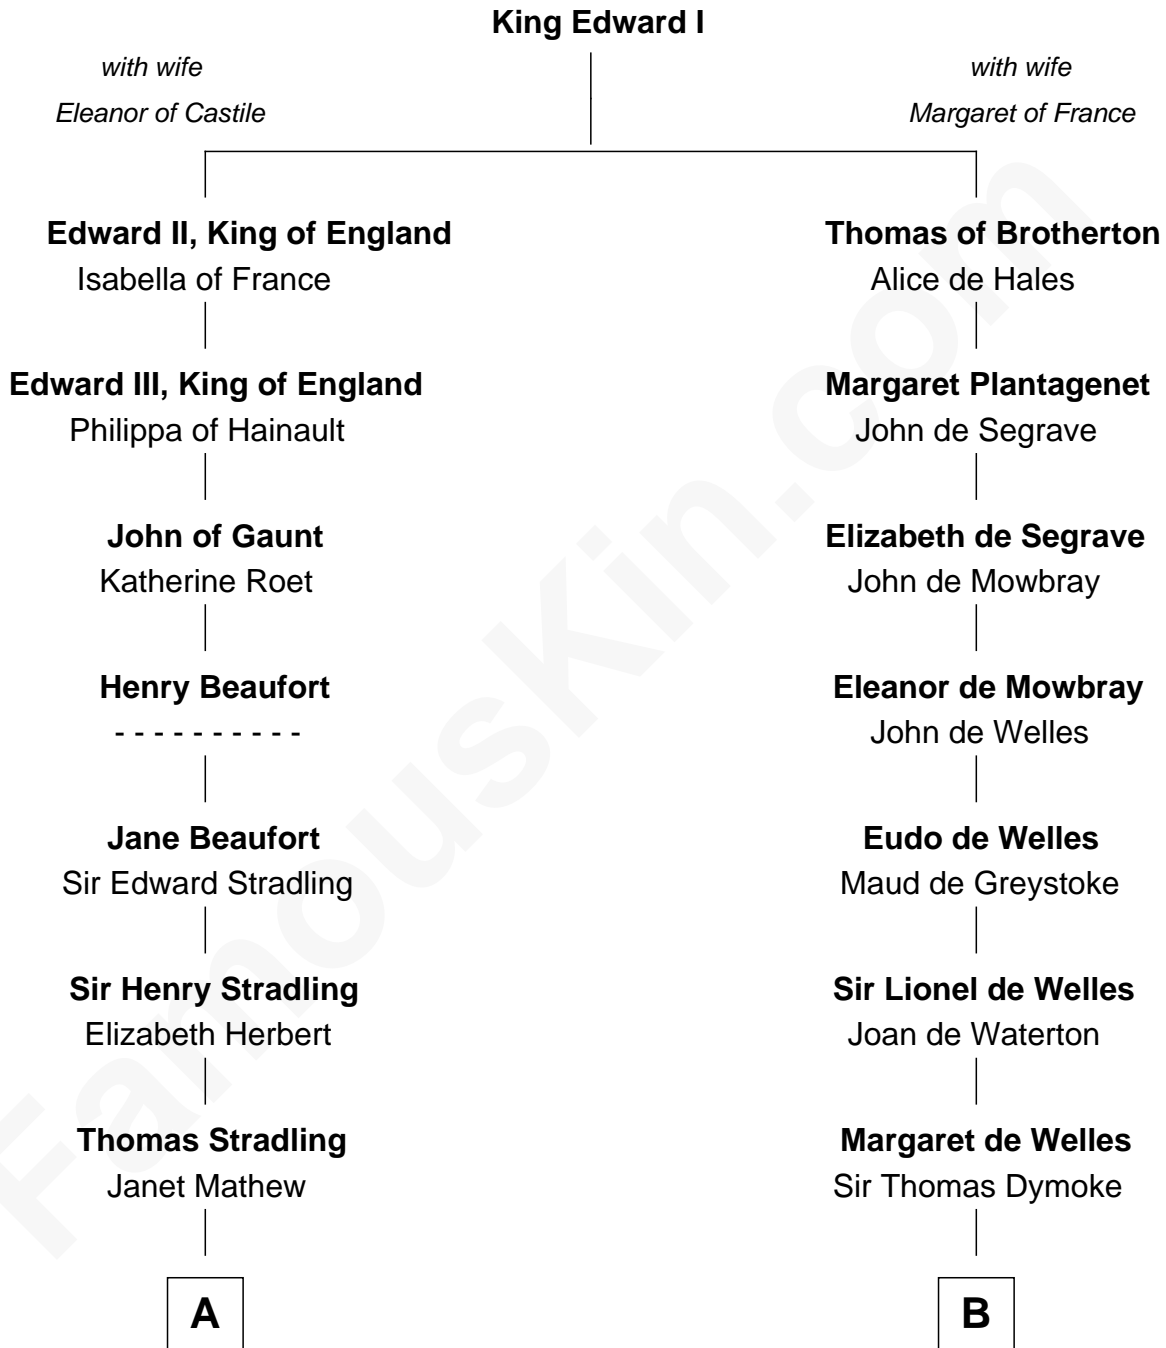 King Edward I
with wife
Eleanor of Castile
with wife
Margaret of France
Edward II, King of England
Isabella of France
Thomas of Brotherton
Alice de Hales
Edward III, King of England
Philippa of Hainault
Margaret Plantagenet
John de Segrave
John of Gaunt
Katherine Roet
Elizabeth de Segrave
John de Mowbray
Henry Beaufort
- - - - - - - - - -
Eleanor de Mowbray
John de Welles
Jane Beaufort
Sir Edward Stradling
Eudo de Welles
Maud de Greystoke
Sir Henry Stradling
Elizabeth Herbert
Sir Lionel de Welles
Joan de Waterton
Thomas Stradling
Janet Mathew
Margaret de Welles
Sir Thomas Dymoke
A
B
FamousKin.com